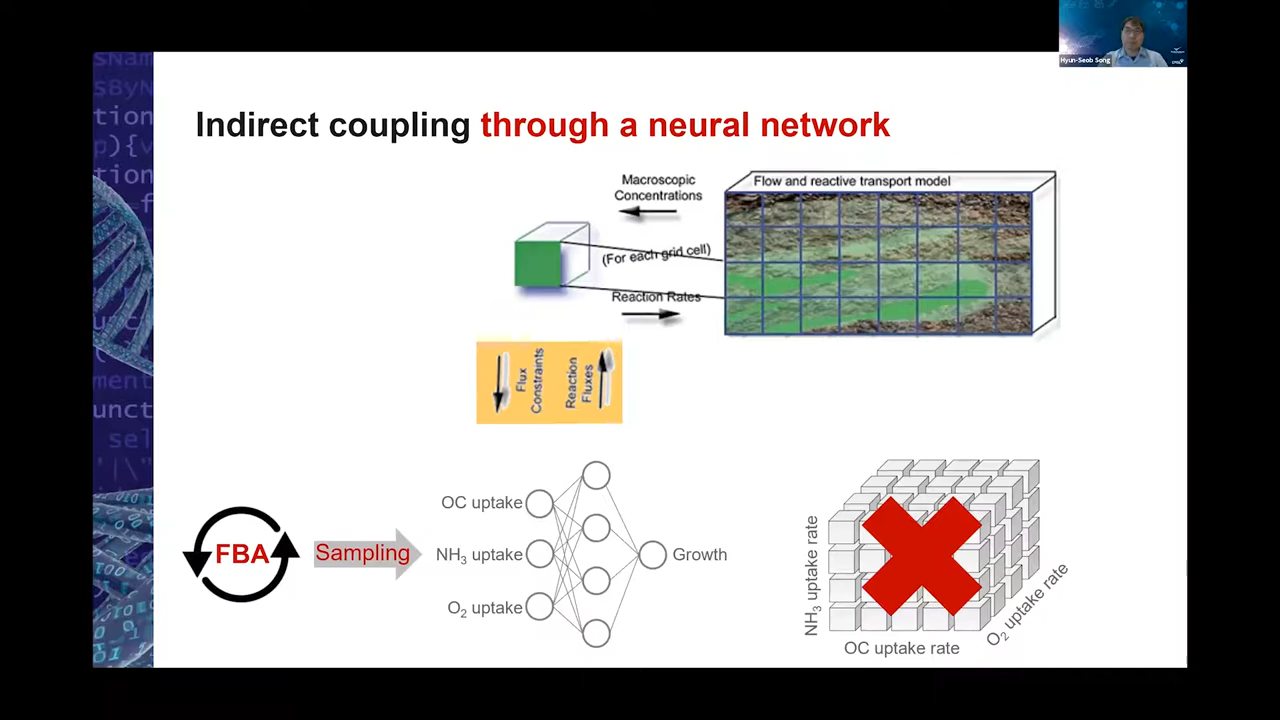 Hyun-Seob Song
Indirect coupling through a neural network
Macroscopic
Concentrations
Flow and reactive transport model
(For each grid cell)
Reaction Rates
Flux
Constraints
Reaction
Fluxes
FBA
Sampling
OC uptake
NH3 uptake
O2 uptake
Growth
NH3 uptake rate
OC uptake rate
O2 uptake rate